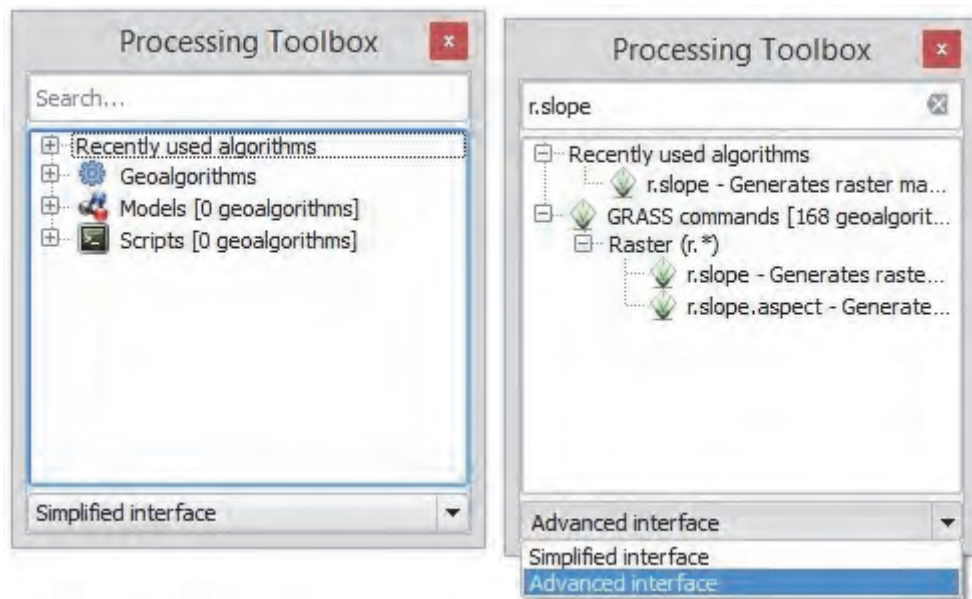 Processing Toolbox
x
Search...
Recently used algorithms
Geoalgorithms
Models [0 geoalgorithms]
Scripts [0 geoalgorithms]
Simplified interface
Processing Toolbox
x
r.slope
Recently used algorithms
r.slope - Generates raster ma...
GRASS commands [168 geoalgorit...
Raster (r.*)
r.slope - Generates raste...
r.slope.aspect - Generate...
Advanced interface
Simplified interface
Advanced interface